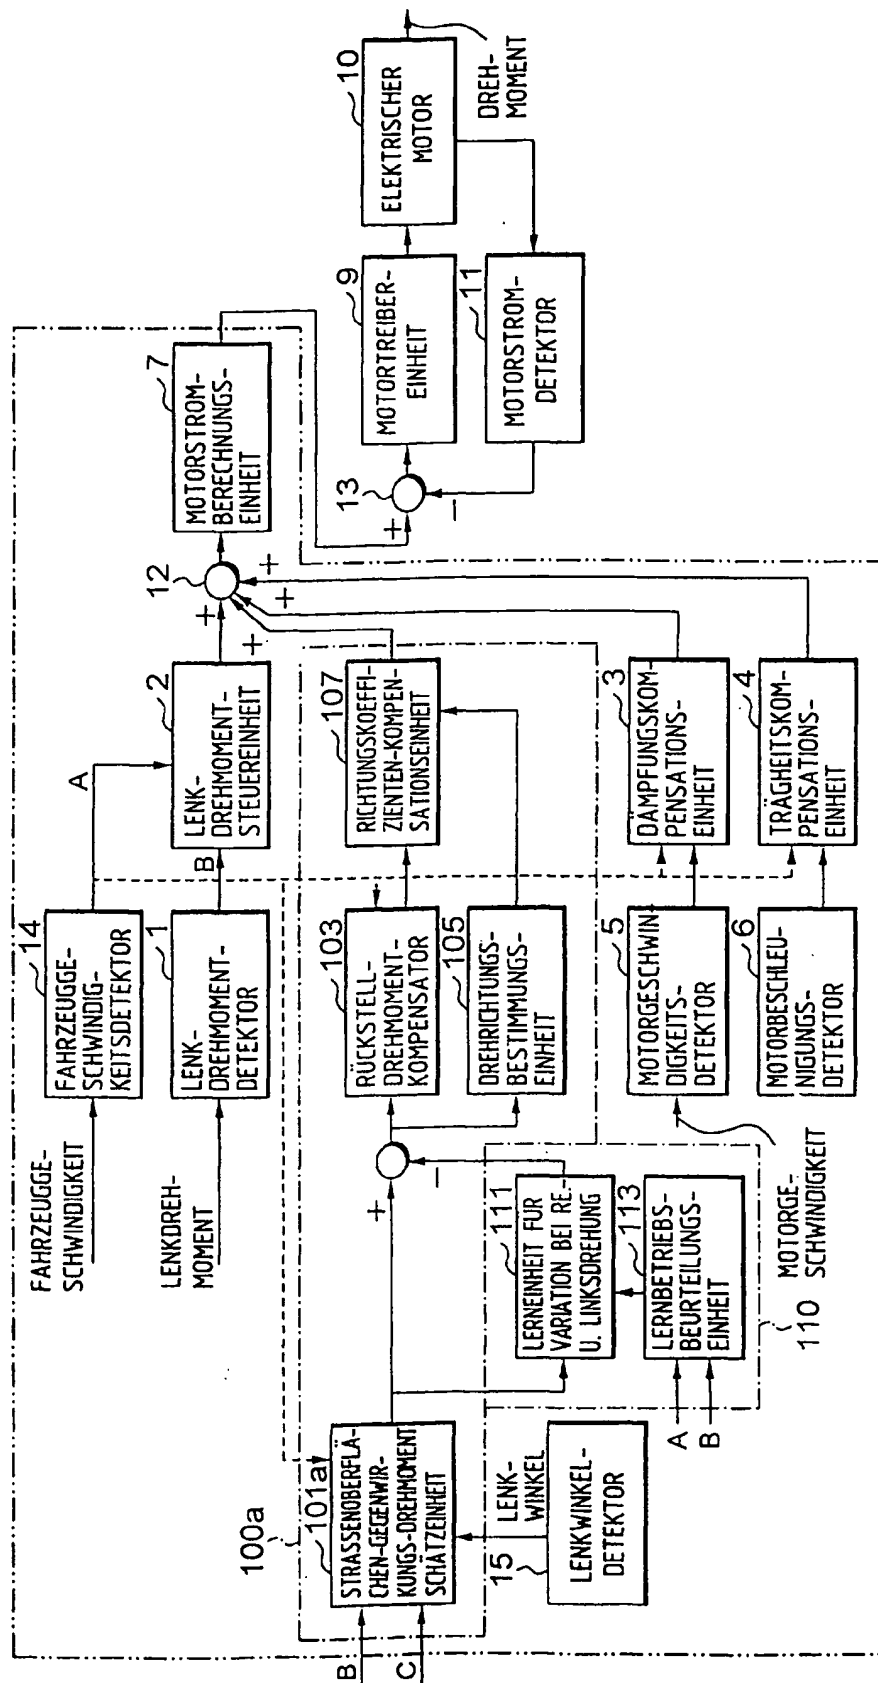 FAHRZEUGGE-
SCHWINDIGKEIT
14
FAHRZEUGGE-
SCHWINDIG-
KEITSDETEKTOR
A
LENKDREH-
MOMENT
1
LENK-
DREHMOMENT-
DETEKTOR
B
2
LENK-
DREHMOMENT-
STEUEREINHEIT
+
12
+
+
+
7
MOTORSTROM-
BERECHNUNGS-
EINHEIT
13
+
-
9
MOTORTREIBER-
EINHEIT
10
ELEKTRISCHER
MOTOR
DREH-
MOMENT
11
MOTORSTROM-
DETEKTOR
100a
B
C
101a
STRASSENOBERFLÄ-
CHEN-GEGENWIR-
KUNGS-DREHMOMENT
SCHÄTZEINHEIT
LENK-
WINKEL
15
LENKWINKEL-
DETEKTOR
+
-
103
RÜCKSTELL-
DREHMOMENT-
KOMPENSATOR
105
DREHRICHTUNGS-
BESTIMMUNGS-
EINHEIT
107
RICHTUNGSKOEFFI-
ZIENTEN-KOMPEN-
SATIONSEINHEIT
111
LERNEINHEIT FUR
VARIATION BEI RE.
U. LINKSDREHUNG
A
B
113
LERNBETRIEBS-
BEURTEILUNGS-
EINHEIT
110
MOTORGE-
SCHWINDIGKEIT
5
MOTORGESCHWIN-
DIGKEITS-
DETEKTOR
3
DÄMPFUNGSKOM-
PENSATIONS-
EINHEIT
6
MOTORBESCHLEU-
NIGUNGS-
DETEKTOR
4
TRÄGHEITSKOM-
PENSATIONS-
EINHEIT